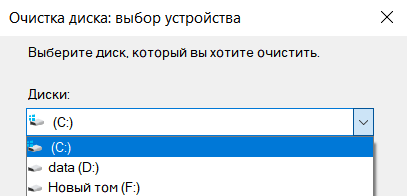 Очистка диска: выбор устройства
Выберите диск, который вы хотите очистить.
Диски:
(C:)
(C:)
data (D:)
Новый том (F:)